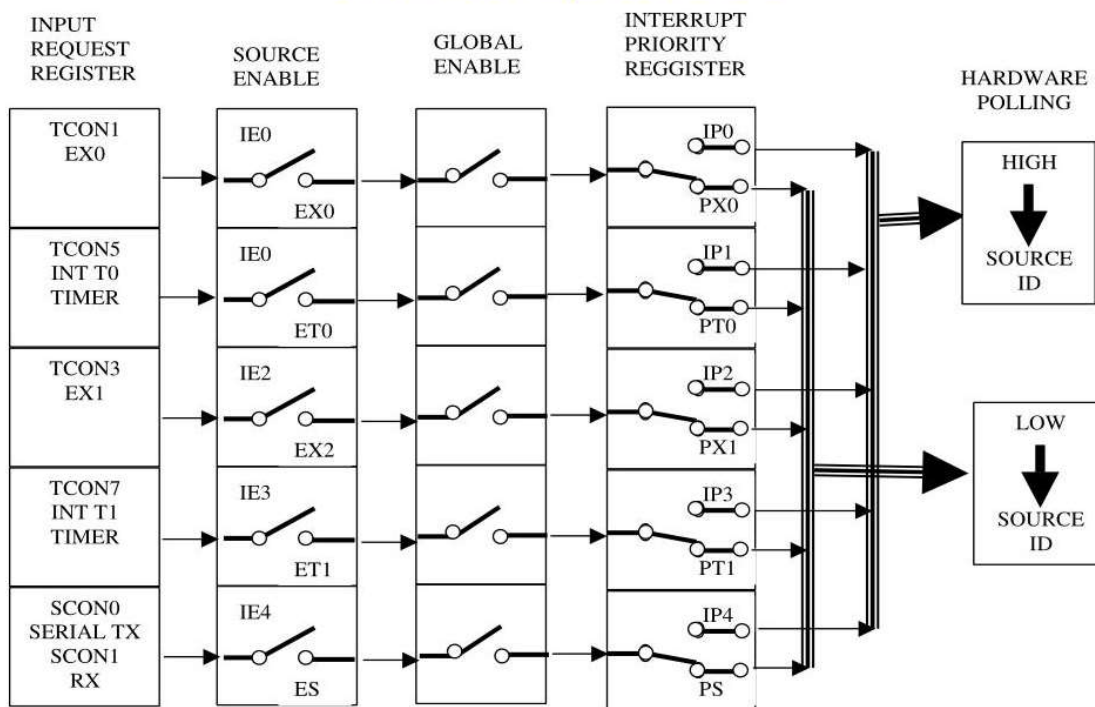 INPUT
REQUEST
REGISTER
SOURCE
ENABLE
GLOBAL
ENABLE
INTERRUPT
PRIORITY
REGGISTER
HARDWARE
POLLING
TCON1
EX0
IE0
EX0
IP0
PX0
TCON5
INT T0
TIMER
IE0
ET0
IP1
PT0
TCON3
EX1
IE2
EX2
IP2
PX1
TCON7
INT T1
TIMER
IE3
ET1
IP3
PT1
SCON0
SERIAL TX
SCON1
RX
IE4
ES
IP4
PS
HIGH
SOURCE
ID
LOW
SOURCE
ID